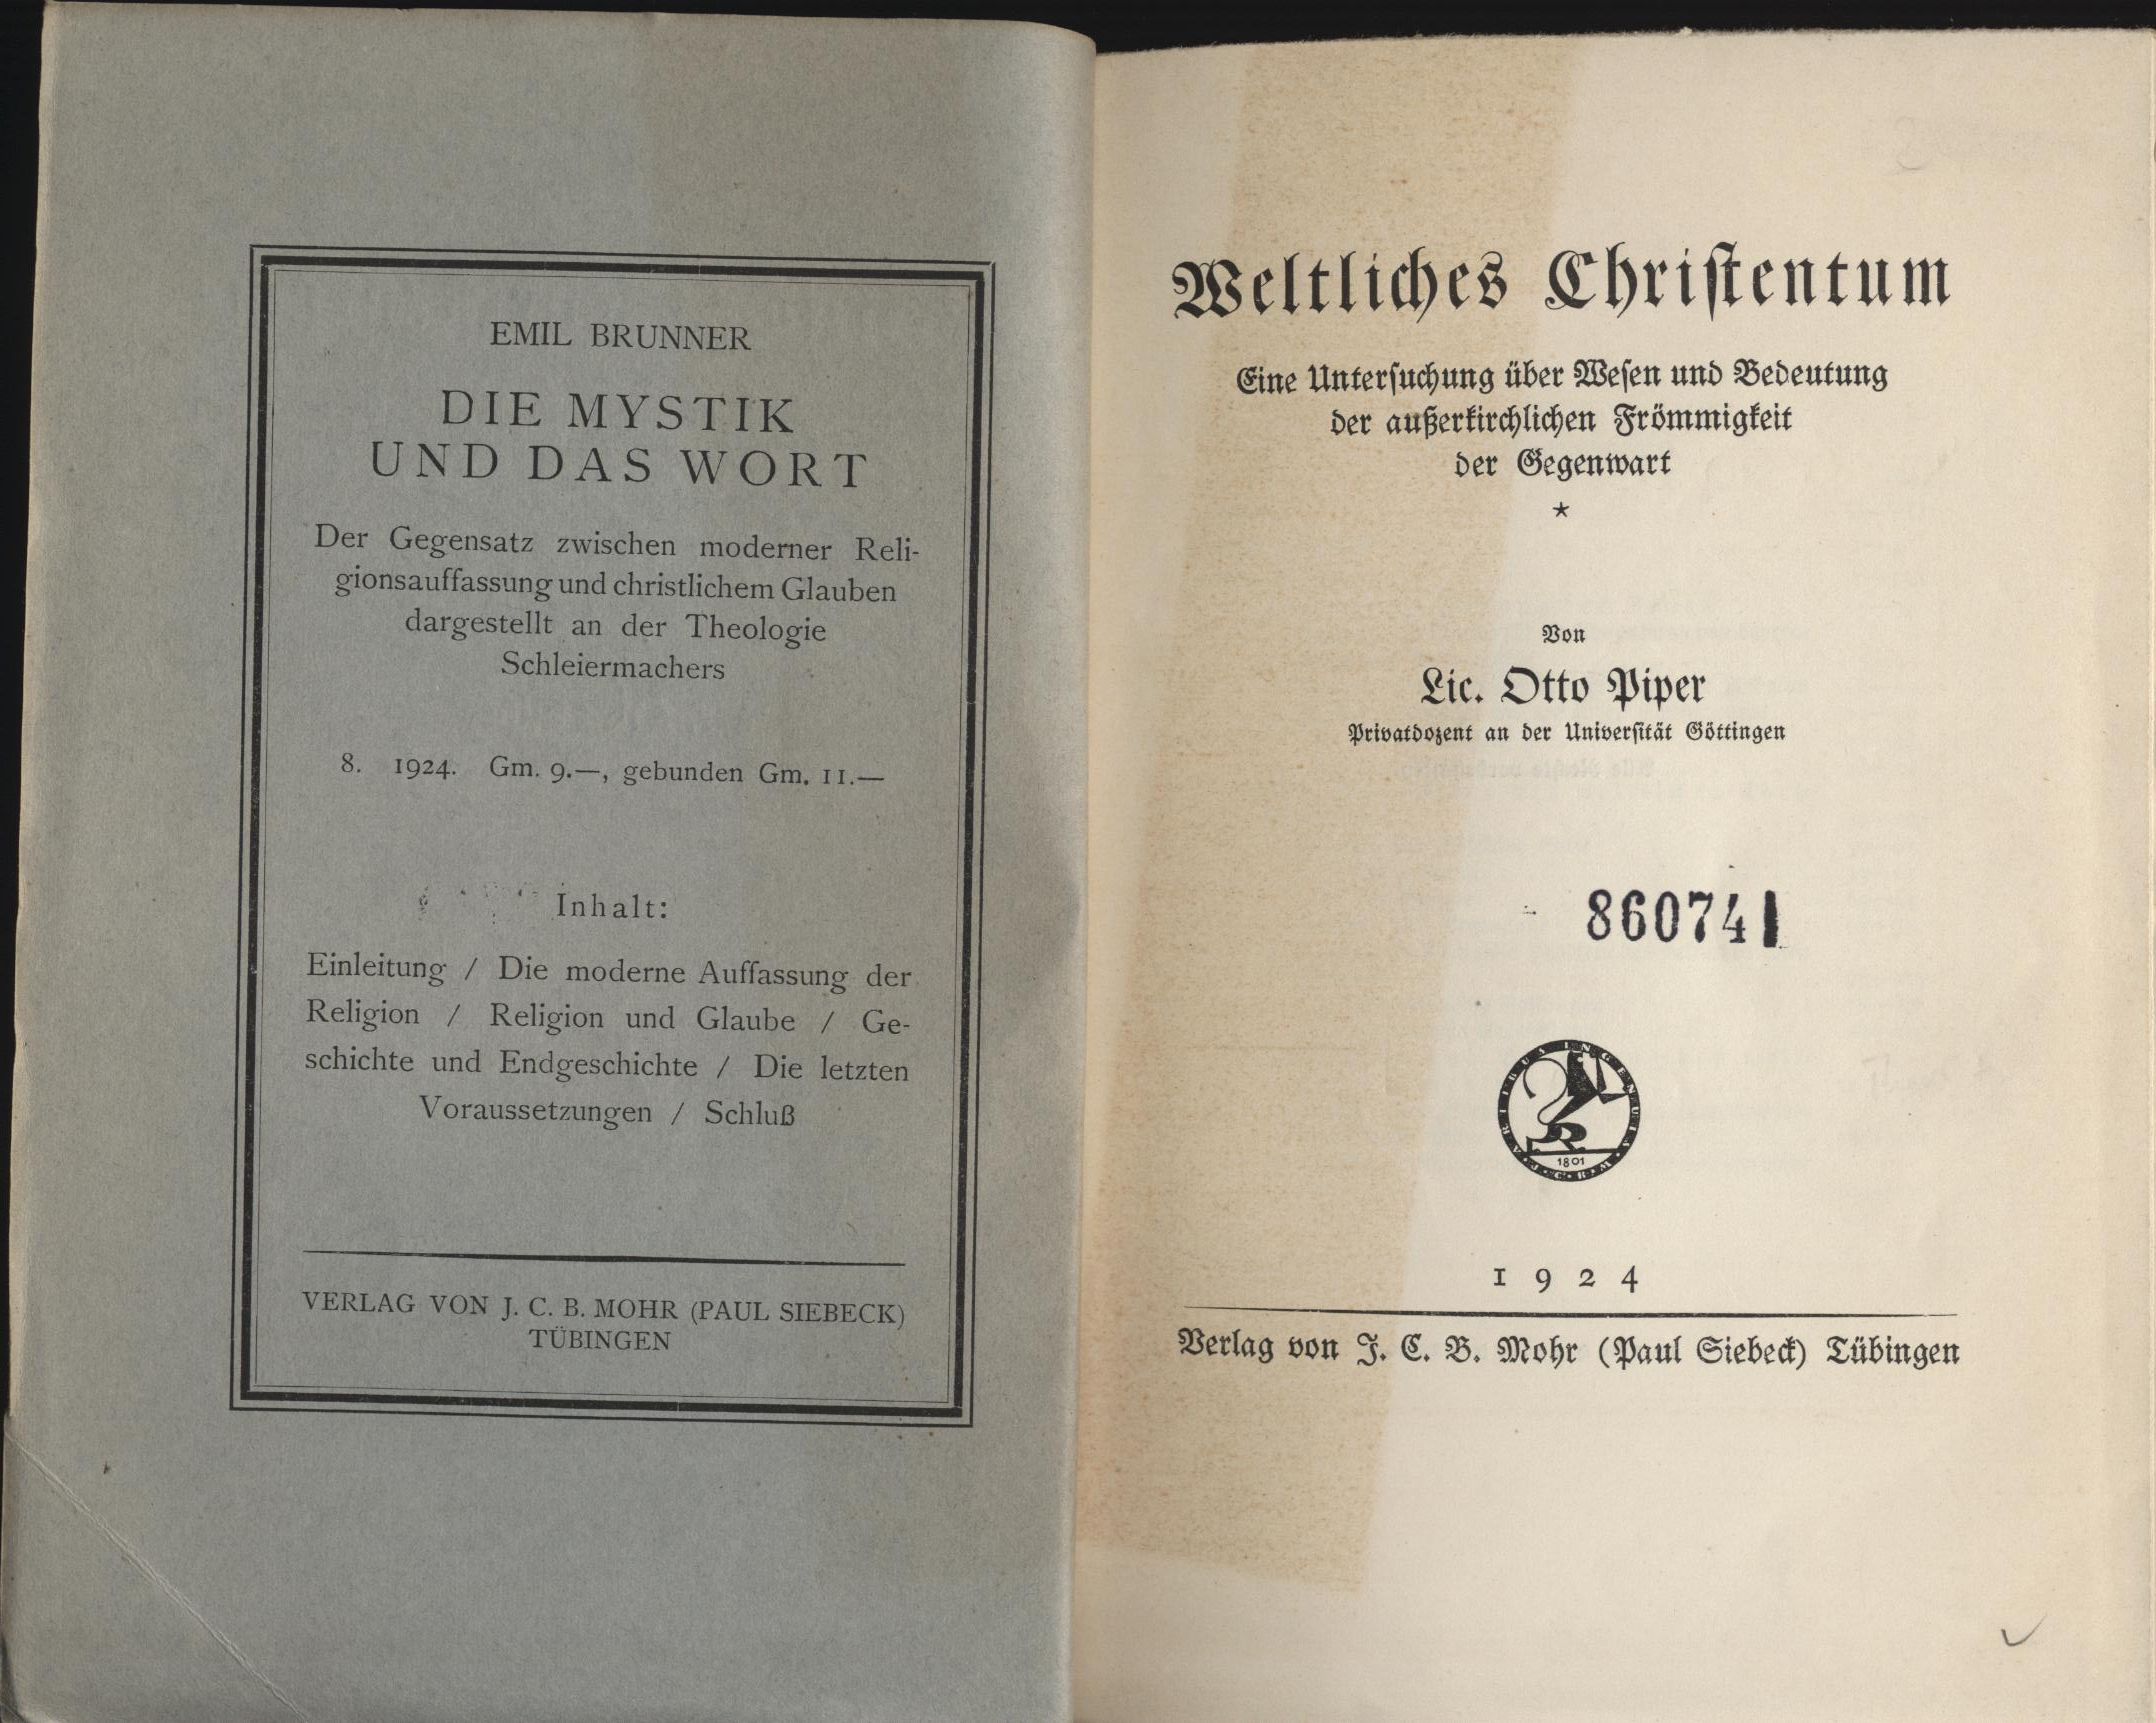 EMIL BRUNNER
DIE MYSTIK
UND DAS WORT
Der Gegensatz zwischen moderner Reli-
gionsauffassung und christlichem Glauben
dargestellt an der Theologie
Schleiermachers
8. 1924. Gm. 9.—, gebunden Gm. 11.—
Inhalt:
Einleitung / Die moderne Auffassung der
Religion / Religion und Glaube / Ge-
schichte und Endgeschichte / Die letzten
Voraussetzungen / Schluß
VERLAG VON J. C. B. MOHR (PAUL SIEBECK)
TÜBINGEN
Weltliches Chriſtentum
Eine Unterſuchung über Weſen und Bedeutung
der außerkirchlichen Frömmigkeit
der Gegenwart
*
Von
Lic. Otto Piper
Privatdozent an der Univerſität Göttingen
860741
ARTIBUS INGENUIS
1801
1924
Verlag von J. C. B. Mohr (Paul Siebeck) Tübingen